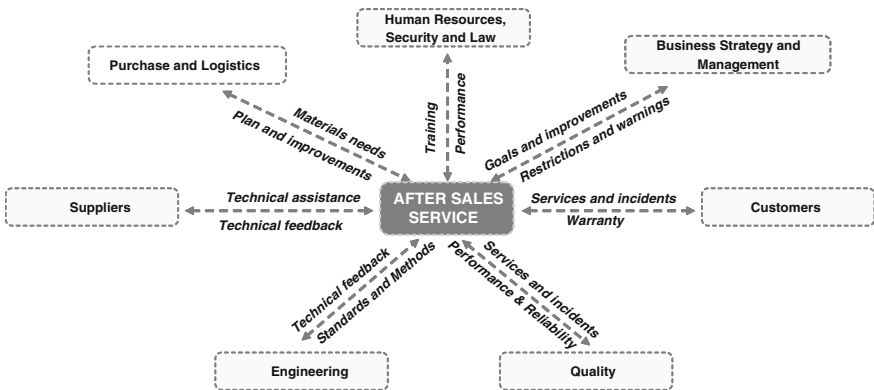 Human Resources,
Security and Law
Business Strategy and
Management
Purchase and Logistics
Materials needs
Plan and improvements
Training
Performance
Goals and improvements
Restrictions and warnings
Suppliers
Technical assistance
Technical feedback
AFTER SALES
SERVICE
Services and incidents
Warranty
Customers
Technical feedback
Standards and Methods
Services and incidents
Performance & Reliability
Engineering
Quality